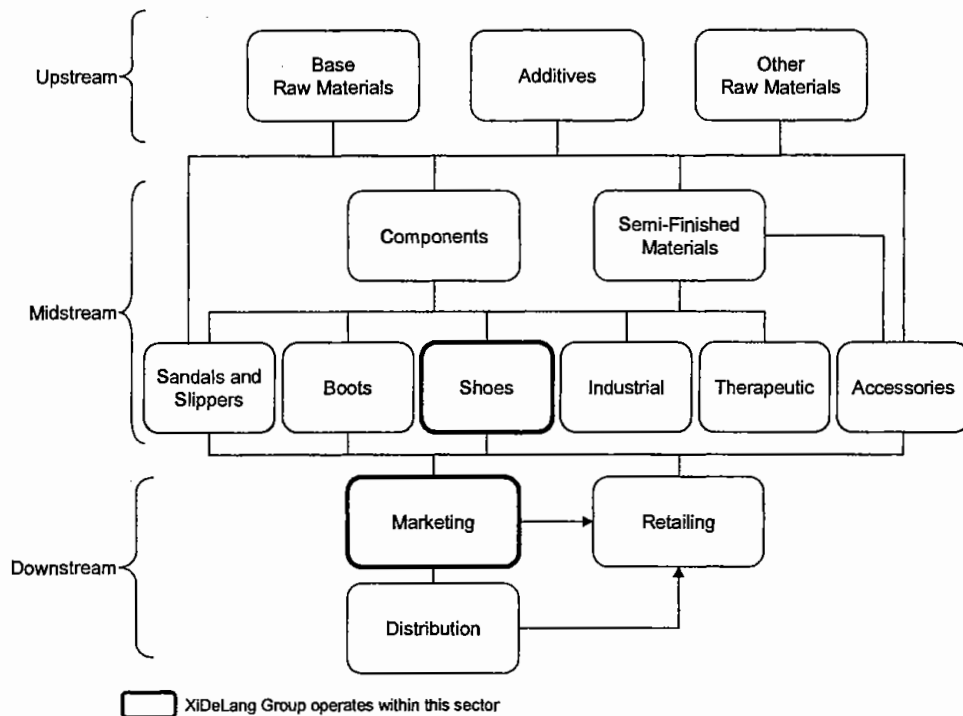 Upstream
Base
Raw Materials
Additives
Other
Raw Materials
Midstream
Components
Semi-Finished
Materials
Sandals and
Slippers
Boots
Shoes
Industrial
Therapeutic
Accessories
Downstream
Marketing
Retailing
Distribution
XiDeLang Group operates within this sector